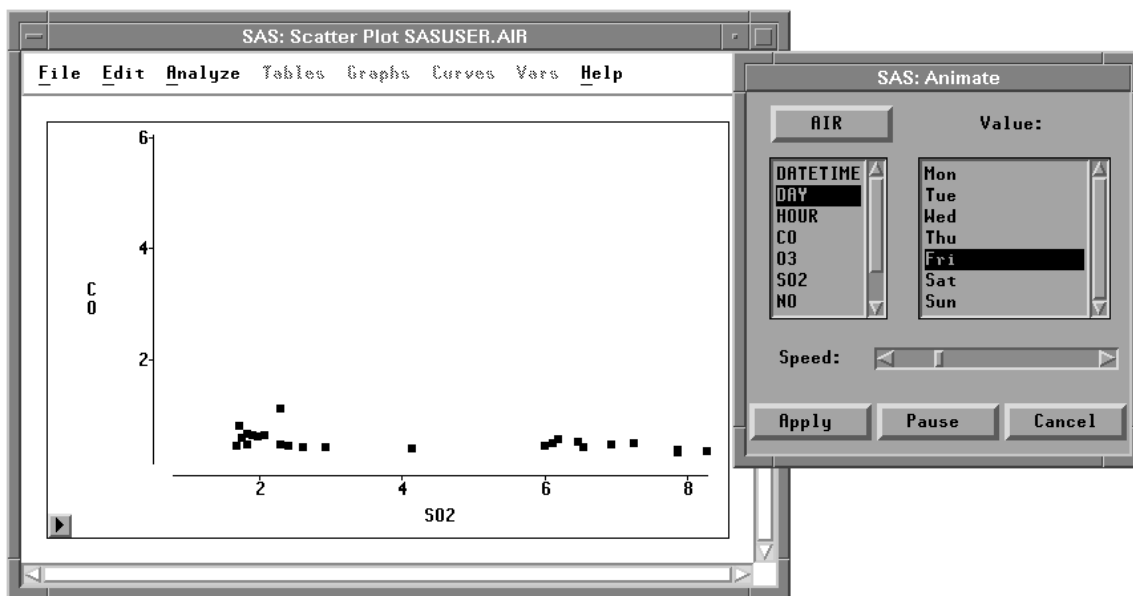 SAS: Scatter Plot SASUSER.AIR
File Edit Analyze Tables Graphs Curves Vars Help
6
4
2
CO
2 4 6 8
SO2
SAS: Animate
AIR Value:
DATETIME
DAY
HOUR
CO
O3
SO2
NO
Mon
Tue
Wed
Thu
Fri
Sat
Sun
Speed:
Apply Pause Cancel